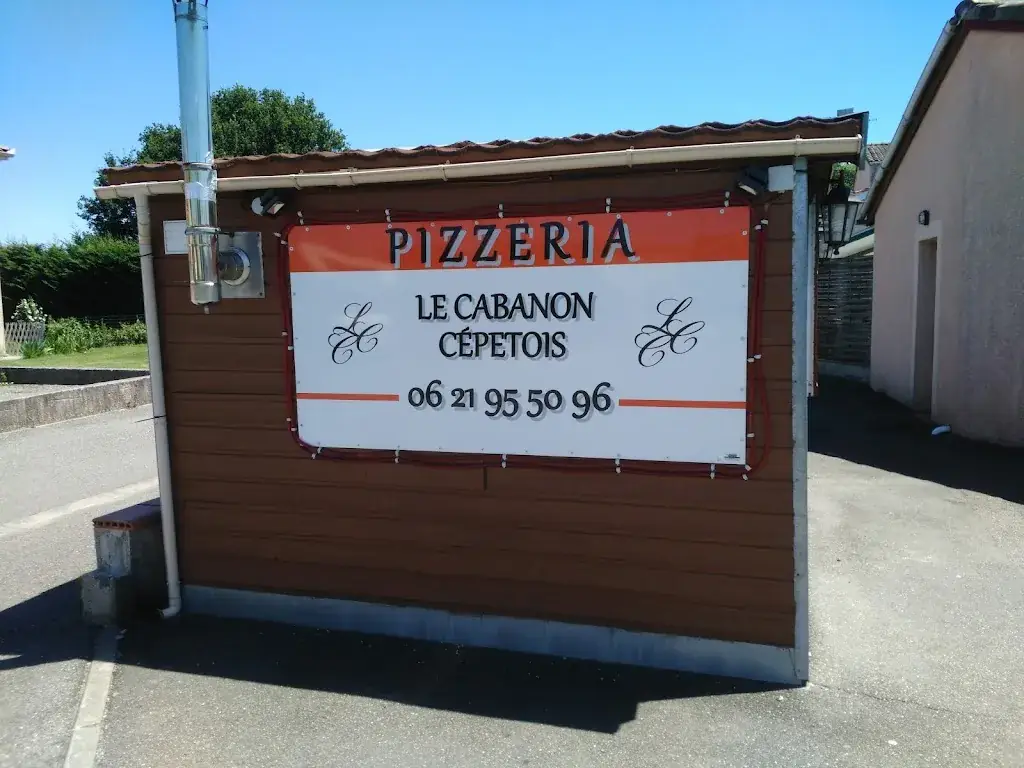 PIZZERIA
LE CABANON
CÉPETOIS
06 21 95 50 96